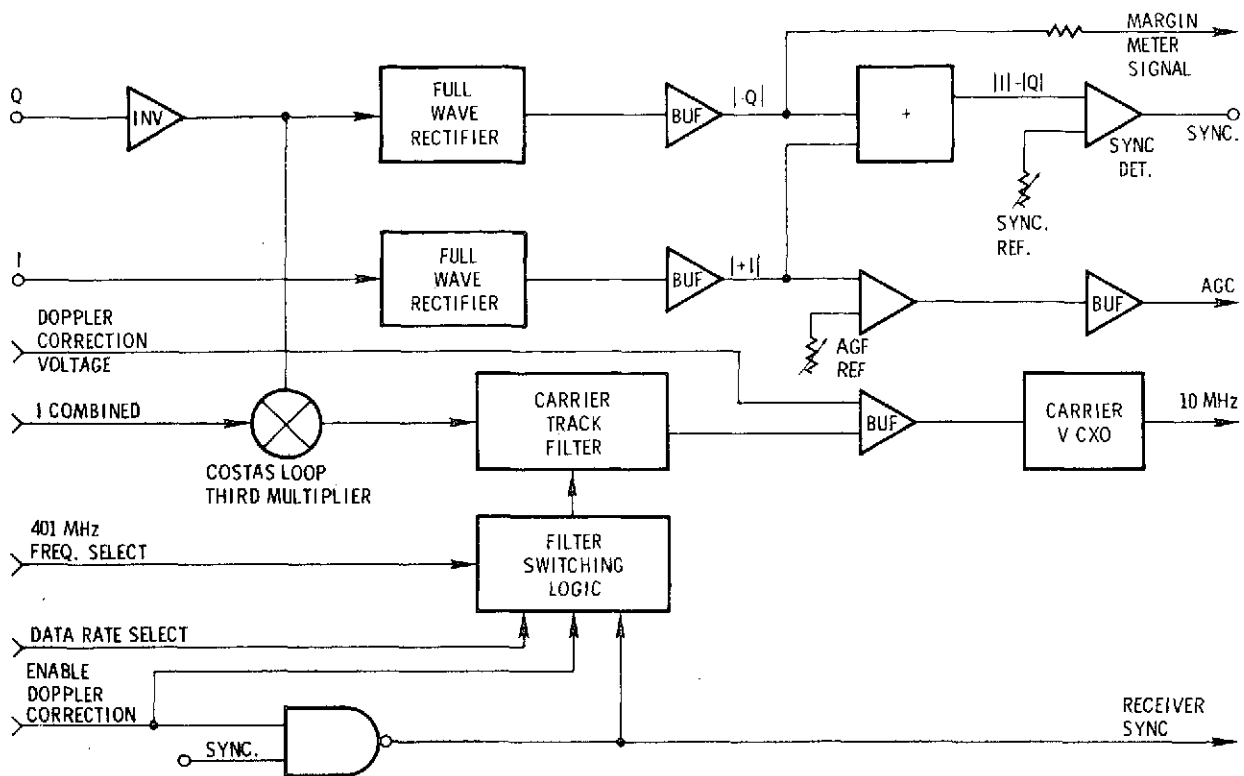 MARGIN
METER
SIGNAL
Q
INV
FULL
WAVE
RECTIFIER
BUF
|-Q|
+
|I|-|Q|
SYNC
DET.
SYNC.
SYNC.
REF.
I
FULL
WAVE
RECTIFIER
BUF
|+I|
AGF
REF
BUF
AGC
DOPPLER
CORRECTION
VOLTAGE
I COMBINED
COSTAS LOOP
THIRD MULTIPLIER
CARRIER
TRACK
FILTER
BUF
CARRIER
V CXO
10 MHz
401 MHz
FREQ. SELECT
FILTER
SWITCHING
LOGIC
DATA RATE SELECT
ENABLE
DOPPLER
CORRECTION
SYNC.
RECEIVER
SYNC